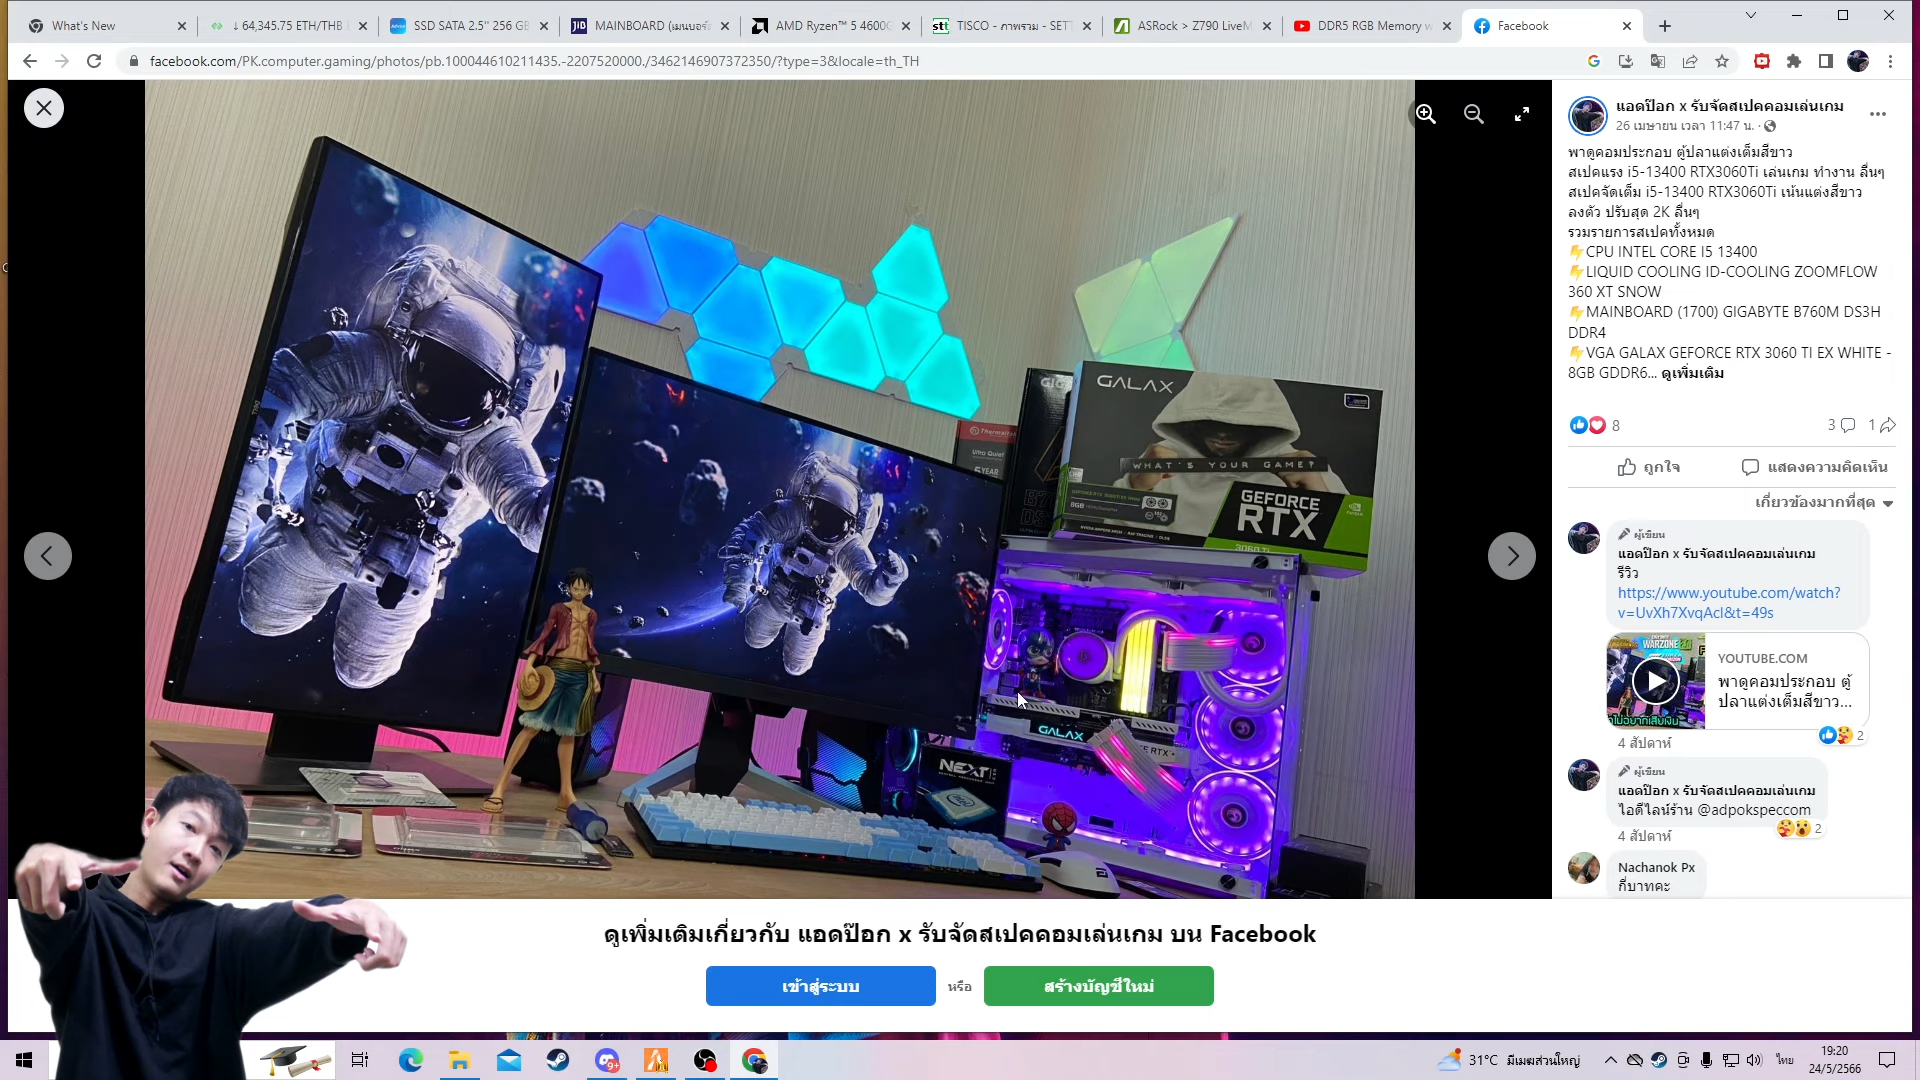 What's New
↓ 64,345.75 ETH/THB
SSD SATA 2.5" 256 GB
MAINBOARD (เมนบอร์ด
AMD Ryzen™ 5 4600G
TISCO - ภาพรวม - SETT
ASRock > Z790 LiveM
DDR5 RGB Memory w
Facebook
facebook.com/PK.computer.gaming/photos/pb.100044610211435.-2207520000./3462146907372350/?type=3&locale=th_TH
แอดป๊อก x รับจัดสเปคคอมเล่นเกม
26 เมษายน เวลา 11:47 น. ·
พาดูคอมประกอบ ตู้ปลาแต่งเต็มสีขาว
สเปคแรง i5-13400 RTX3060Ti เล่นเกม ทำงาน ลื่นๆ
สเปคจัดเต็ม i5-13400 RTX3060Ti เน้นแต่งสีขาว
ลงตัว ปรับสุด 2K ลื่นๆ
รวมรายการสเปคทั้งหมด
⚡CPU INTEL CORE I5 13400
⚡LIQUID COOLING ID-COOLING ZOOMFLOW
360 XT SNOW
⚡MAINBOARD (1700) GIGABYTE B760M DS3H
DDR4
⚡VGA GALAX GEFORCE RTX 3060 TI EX WHITE -
8GB GDDR6... ดูเพิ่มเติม
8
3
1
ถูกใจ
แสดงความคิดเห็น
เกี่ยวข้องมากที่สุด
ผู้เขียน
แอดป๊อก x รับจัดสเปคคอมเล่นเกม
รีวิว
https://www.youtube.com/watch?
v=UvXh7XvqAcI&t=49s
YOUTUBE.COM
พาดูคอมประกอบ ตู้
ปลาแต่งเต็มสีขาว...
4 สัปดาห์
2
ผู้เขียน
แอดป๊อก x รับจัดสเปคคอมเล่นเกม
ไอดีไลน์ร้าน @adpokspeccom
4 สัปดาห์
2
Nachanok Px
กี่บาทคะ
GALAX
WHAT'S YOUR GAME?
8GB
GEFORCE
RTX
3060 Ti
Thermaltake
Ultra Quiet
5 YEAR
GALAX
NEXT
intel
WARZONE 2.0
ดูเพิ่มเติมเกี่ยวกับ แอดป๊อก x รับจัดสเปคคอมเล่นเกม บน Facebook
เข้าสู่ระบบ
หรือ
สร้างบัญชีใหม่
9+
31°C มีเมฆส่วนใหญ่
ไทย
19:20
24/5/2566